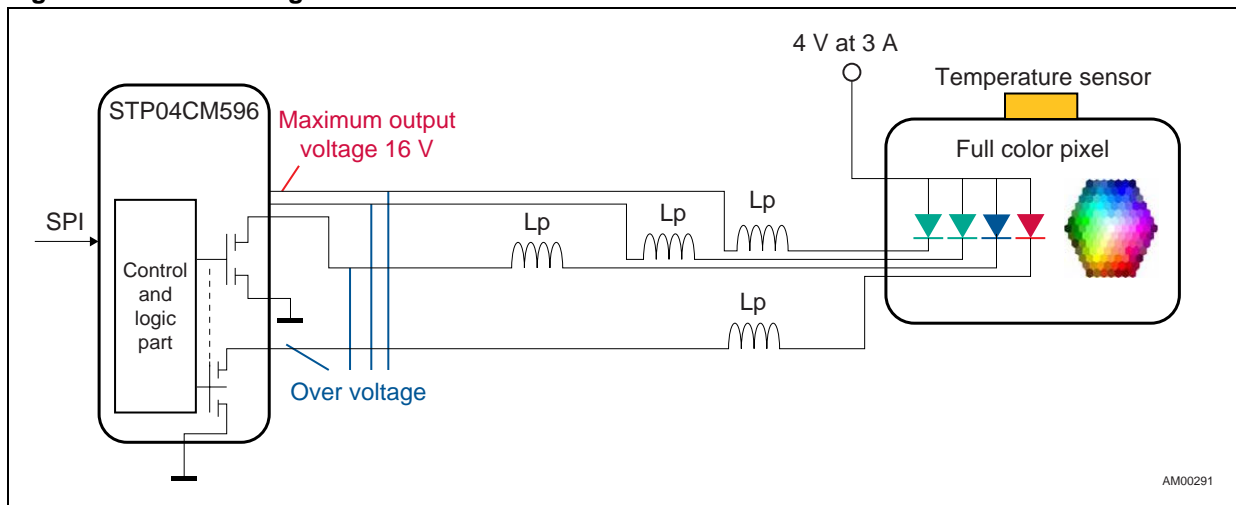 4 V at 3 A
Temperature sensor
STP04CM596
Maximum output
voltage 16 V
Full color pixel
SPI
Lp
Lp
Lp
Control
and
logic
part
Lp
Over voltage
AM00291